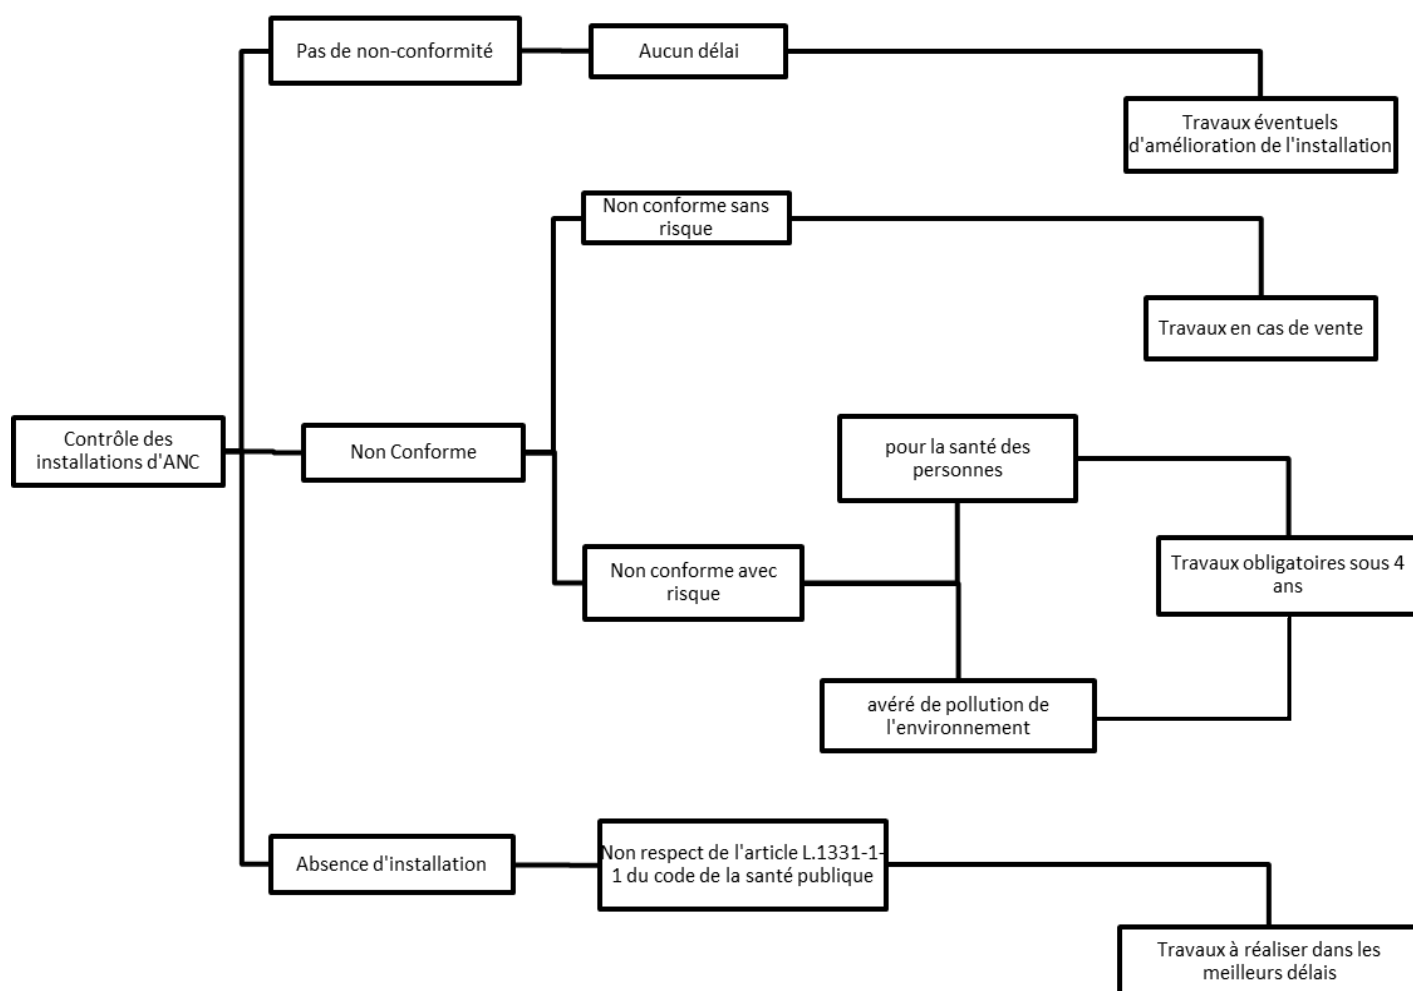 Pas de non-conformité
Aucun délai
Travaux éventuels
d'amélioration de l'installation
Non conforme sans
risque
Travaux en cas de vente
Contrôle des
installations d'ANC
Non Conforme
pour la santé des
personnes
Non conforme avec
risque
Travaux obligatoires sous 4
ans
avéré de pollution de
l'environnement
Absence d'installation
Non respect de l'article L.1331-1-
1 du code de la santé publique
Travaux à réaliser dans les
meilleurs délais